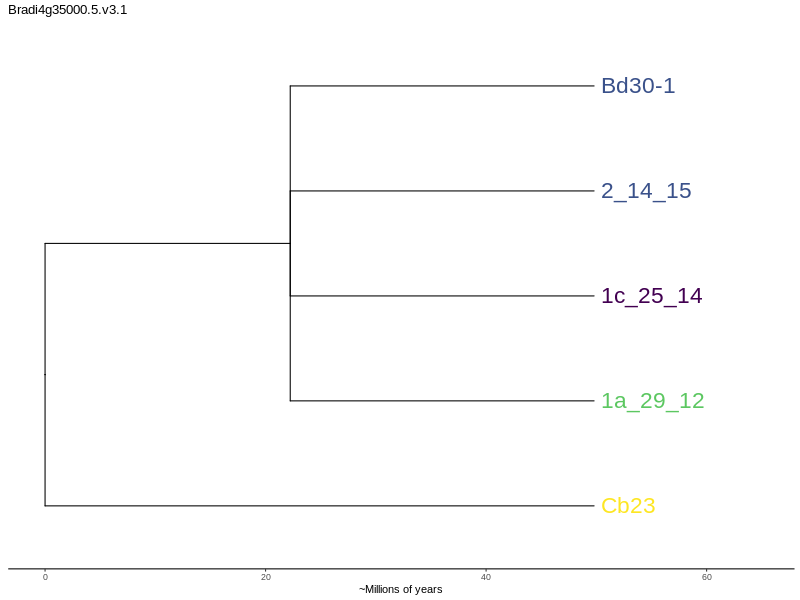 Bradi4g35000.5.v3.1
Bd30-1
2_14_15
1c_25_14
1a_29_12
Cb23
0 20 40 60
~Millions of years